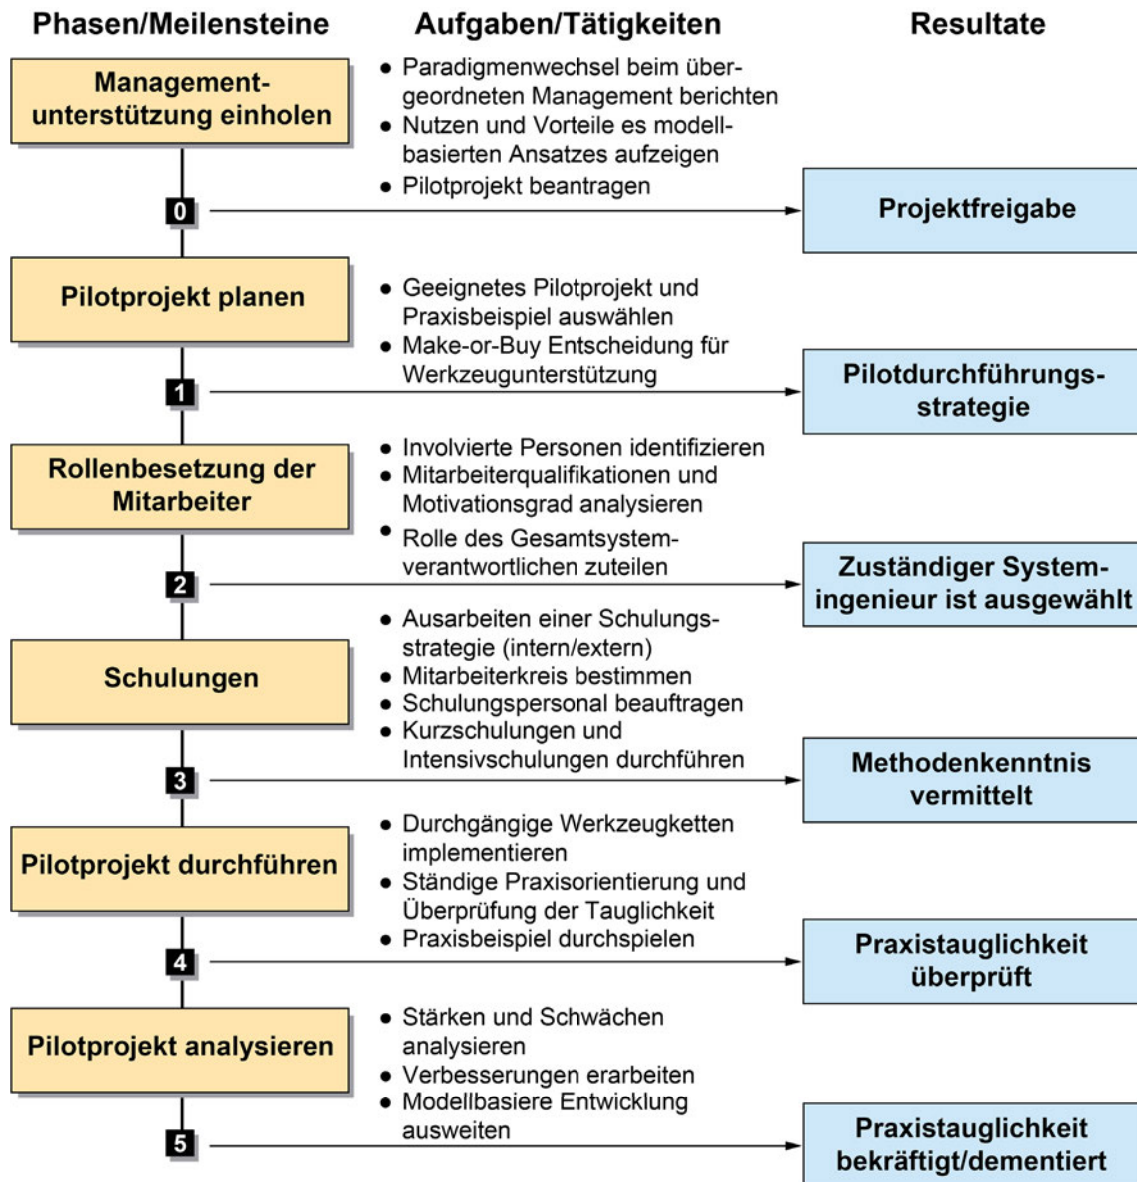 Phasen/Meilensteine
Aufgaben/Tätigkeiten
Resultate
Management-
unterstützung einholen
● Paradigmenwechsel beim über-
geordneten Management berichten
● Nutzen und Vorteile es modell-
basierten Ansatzes aufzeigen
● Pilotprojekt beantragen
0
Projektfreigabe
Pilotprojekt planen
● Geeignetes Pilotprojekt und
Praxisbeispiel auswählen
● Make-or-Buy Entscheidung für
Werkzeugunterstützung
1
Pilotdurchführungs-
strategie
Rollenbesetzung der
Mitarbeiter
● Involvierte Personen identifizieren
● Mitarbeiterqualifikationen und
Motivationsgrad analysieren
● Rolle des Gesamtsystem-
verantwortlichen zuteilen
2
Zuständiger System-
ingenieur ist ausgewählt
Schulungen
● Ausarbeiten einer Schulungs-
strategie (intern/extern)
● Mitarbeiterkreis bestimmen
● Schulungspersonal beauftragen
● Kurzschulungen und
Intensivschulungen durchführen
3
Methodenkenntnis
vermittelt
Pilotprojekt durchführen
● Durchgängige Werkzeugketten
implementieren
● Ständige Praxisorientierung und
Überprüfung der Tauglichkeit
● Praxisbeispiel durchspielen
4
Praxistauglichkeit
überprüft
Pilotprojekt analysieren
● Stärken und Schwächen
analysieren
● Verbesserungen erarbeiten
● Modellbasiere Entwicklung
ausweiten
5
Praxistauglichkeit
bekräftigt/dementiert